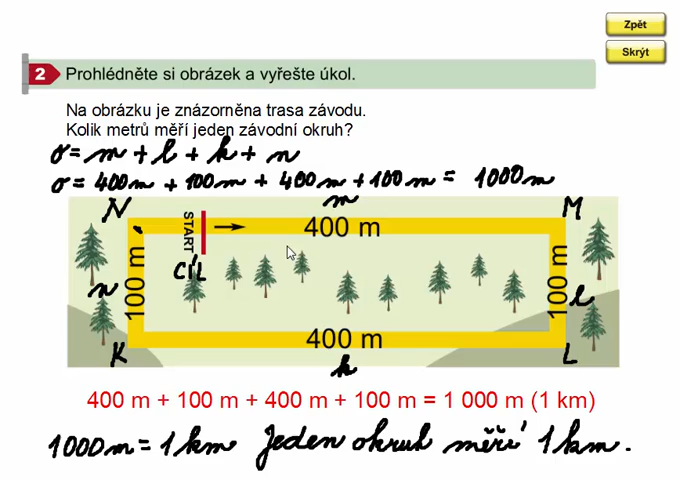 Zpět
Skrýt
2 Prohlédněte si obrázek a vyřešte úkol.
Na obrázku je znázorněna trasa závodu.
Kolik metrů měří jeden závodní okruh?
σ = m + l + k + n
σ = 400 m + 100 m + 400 m + 100 m = 1000 m
m
N
M
START
400 m
CÍL
n
100 m
100 m
l
400 m
K
L
k
400 m + 100 m + 400 m + 100 m = 1 000 m (1 km)
1000 m = 1 km Jeden okruh měří 1 km.